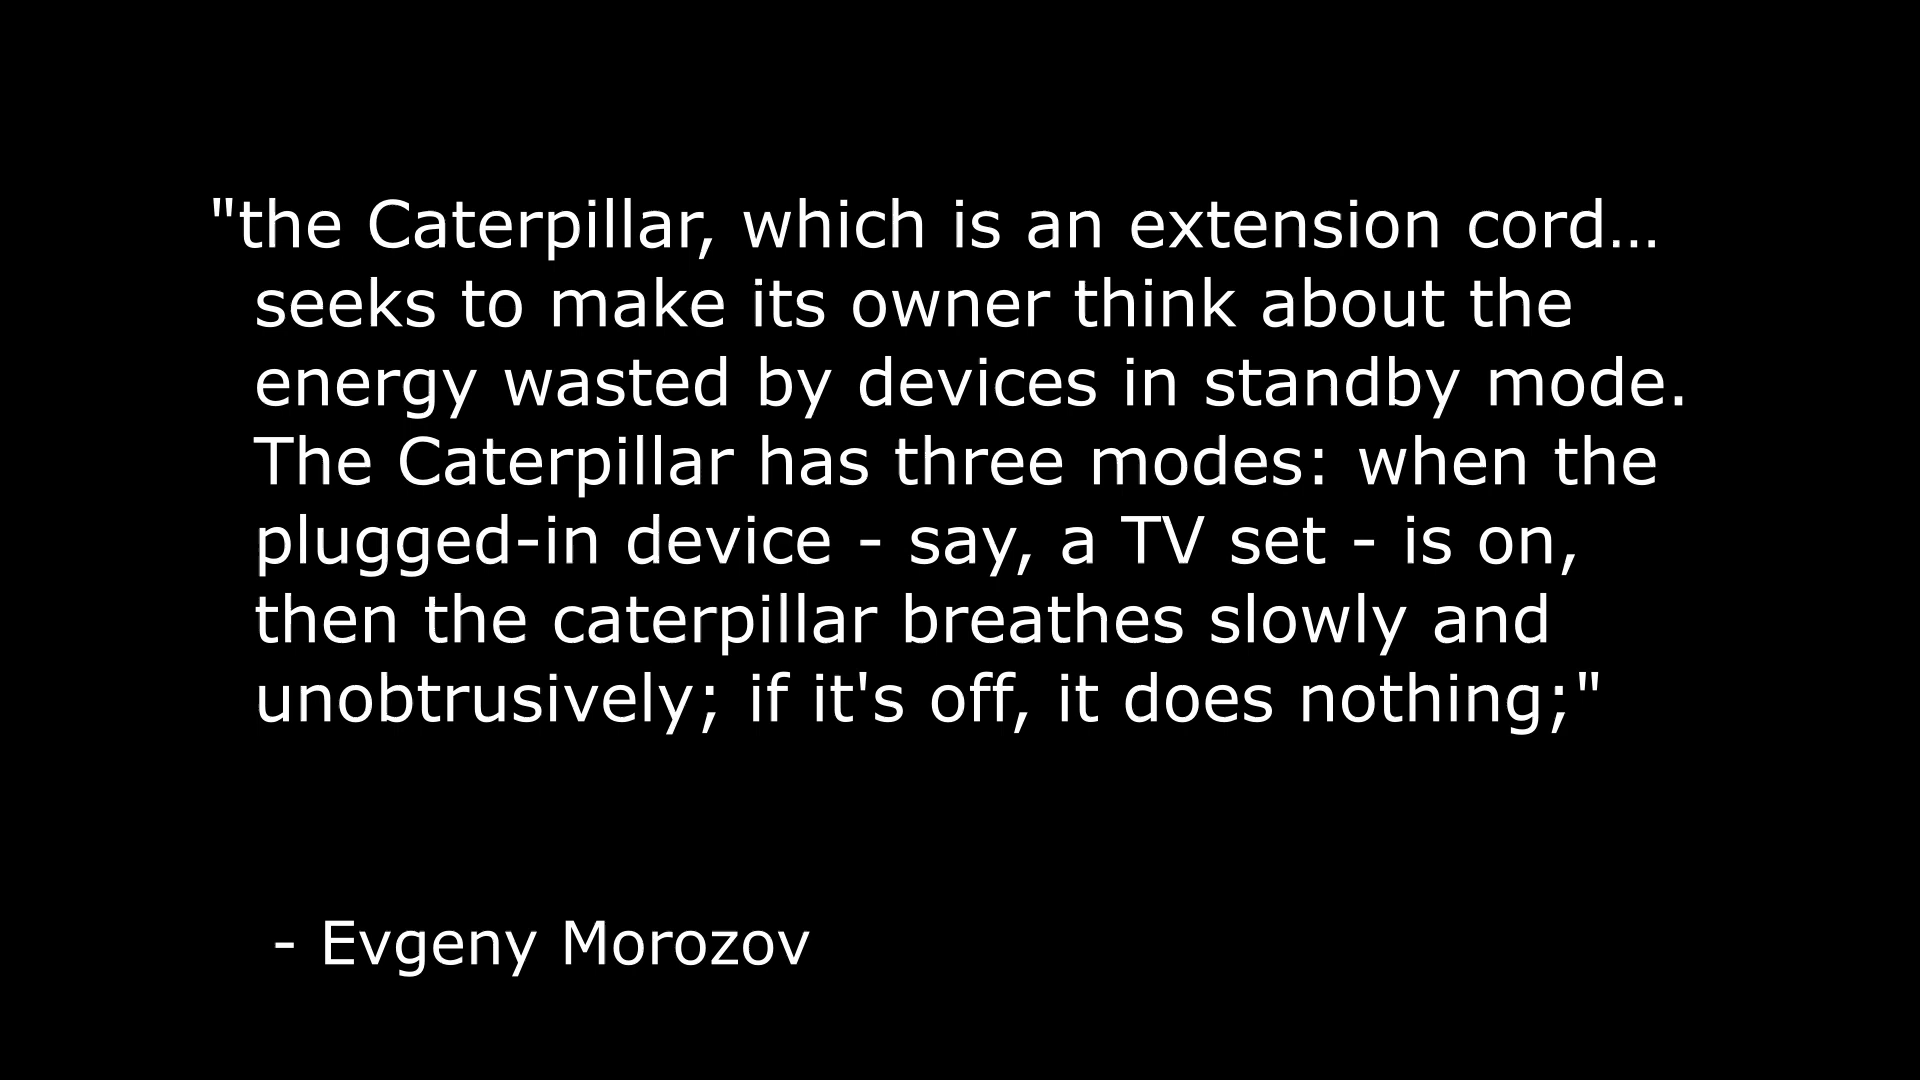 "the Caterpillar, which is an extension cord…
seeks to make its owner think about the
energy wasted by devices in standby mode.
The Caterpillar has three modes: when the
plugged-in device - say, a TV set - is on,
then the caterpillar breathes slowly and
unobtrusively; if it's off, it does nothing;"
- Evgeny Morozov